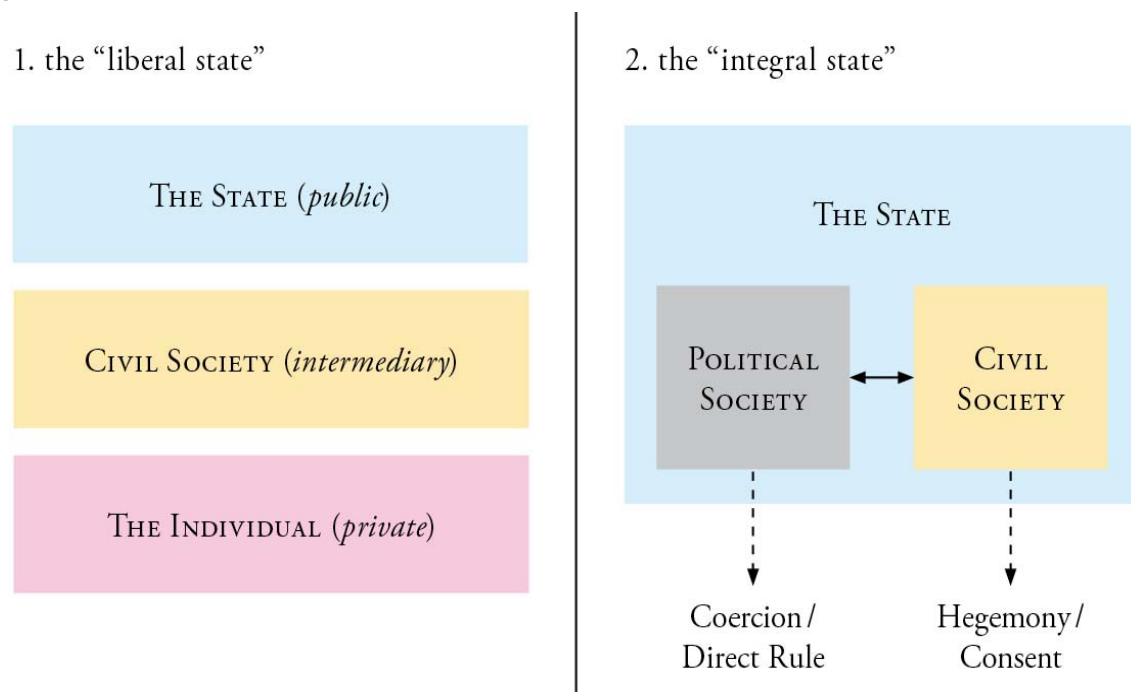 1. the “liberal state”
The State (public)
Civil Society (intermediary)
The Individual (private)
2. the “integral state”
The State
Political
Society
Civil
Society
Coercion /
Direct Rule
Hegemony /
Consent